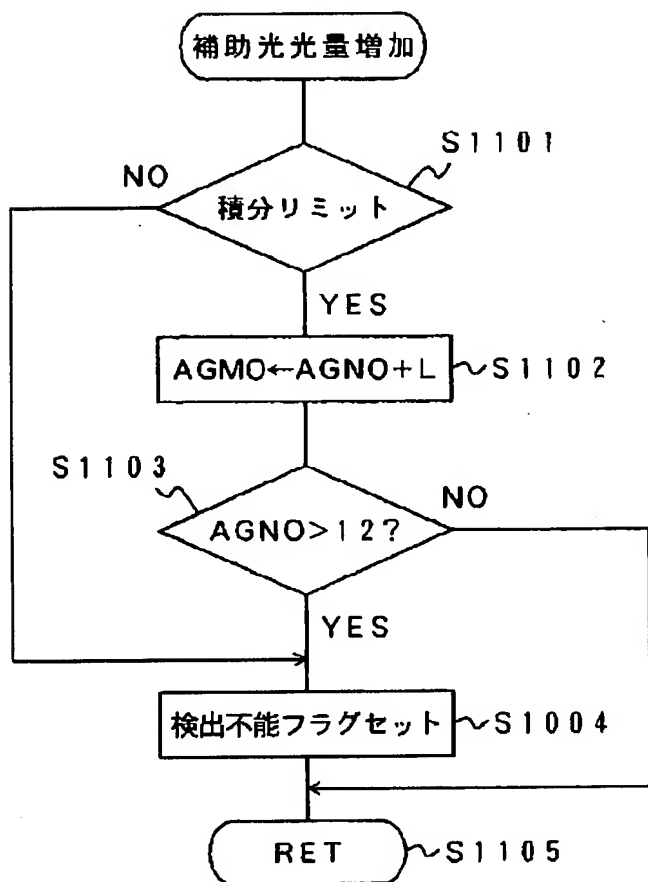 補助光光量増加
S1101
NO
積分リミット
YES
AGMO←AGNO+L
S1102
S1103
NO
AGNO>12?
YES
検出不能フラグセット
S1004
RET
S1105